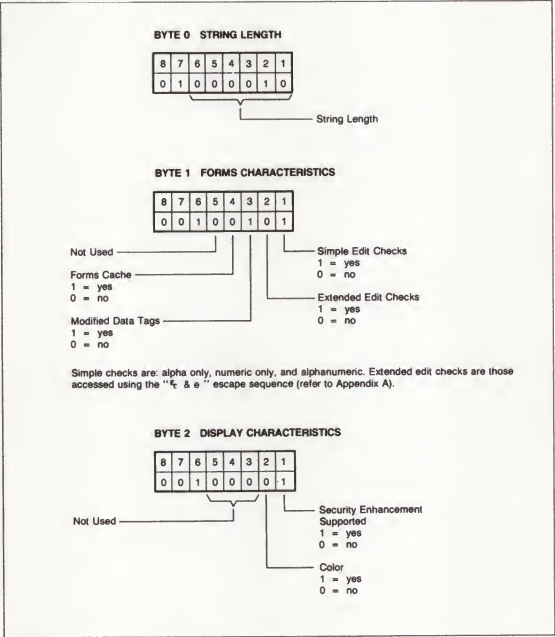 BYTE 0 STRING LENGTH
8 7 6 5 4 3 2 1
0 1 0 0 0 0 1 0
String Length
BYTE 1 FORMS CHARACTERISTICS
8 7 6 5 4 3 2 1
0 0 1 0 0 1 0 1
Not Used
Forms Cache
1 = yes
0 = no
Modified Data Tags
1 = yes
0 = no
Simple Edit Checks
1 = yes
0 = no
Extended Edit Checks
1 = yes
0 = no
Simple checks are: alpha only, numeric only, and alphanumeric. Extended edit checks are those
accessed using the "␛ & e " escape sequence (refer to Appendix A).
BYTE 2 DISPLAY CHARACTERISTICS
8 7 6 5 4 3 2 1
0 0 1 0 0 0 0 1
Not Used
Security Enhancement
Supported
1 = yes
0 = no
Color
1 = yes
0 = no